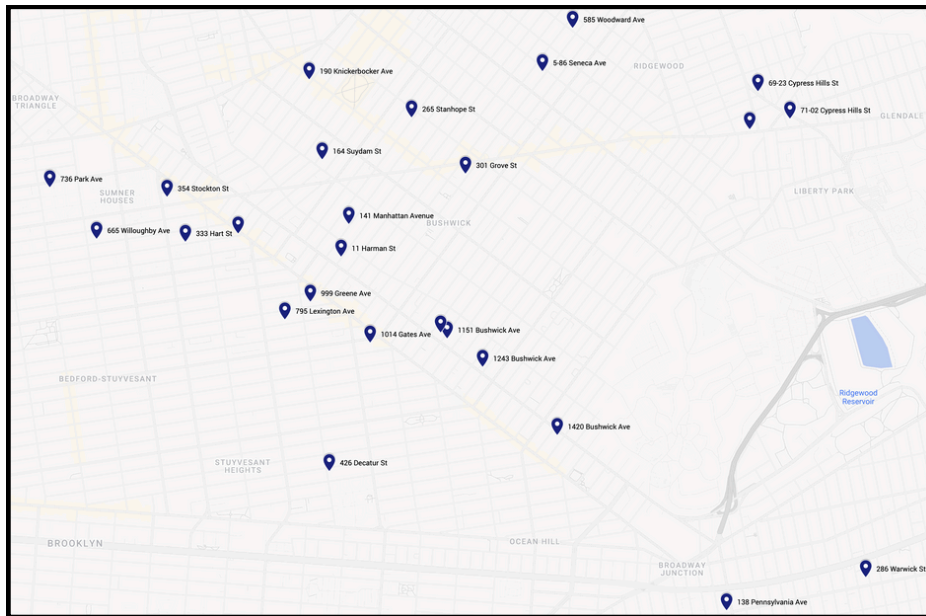 585 Woodward Ave
5-86 Seneca Ave
RIDGEWOOD
190 Knickerbocker Ave
69-23 Cypress Hills St
BROADWAY
TRIANGLE
265 Stanhope St
71-02 Cypress Hills St
GLENDALE
164 Suydam St
301 Grove St
736 Park Ave
354 Stockton St
SUMNER
HOUSES
LIBERTY PARK
141 Manhattan Avenue
BUSHWICK
665 Willoughby Ave
333 Hart St
11 Harman St
999 Greene Ave
795 Lexington Ave
1014 Gates Ave
1151 Bushwick Ave
1243 Bushwick Ave
BEDFORD-STUYVESANT
Ridgewood
Reservoir
1420 Bushwick Ave
STUYVESANT
HEIGHTS
426 Decatur St
BROOKLYN
OCEAN HILL
BROADWAY
JUNCTION
286 Warwick St
138 Pennsylvania Ave